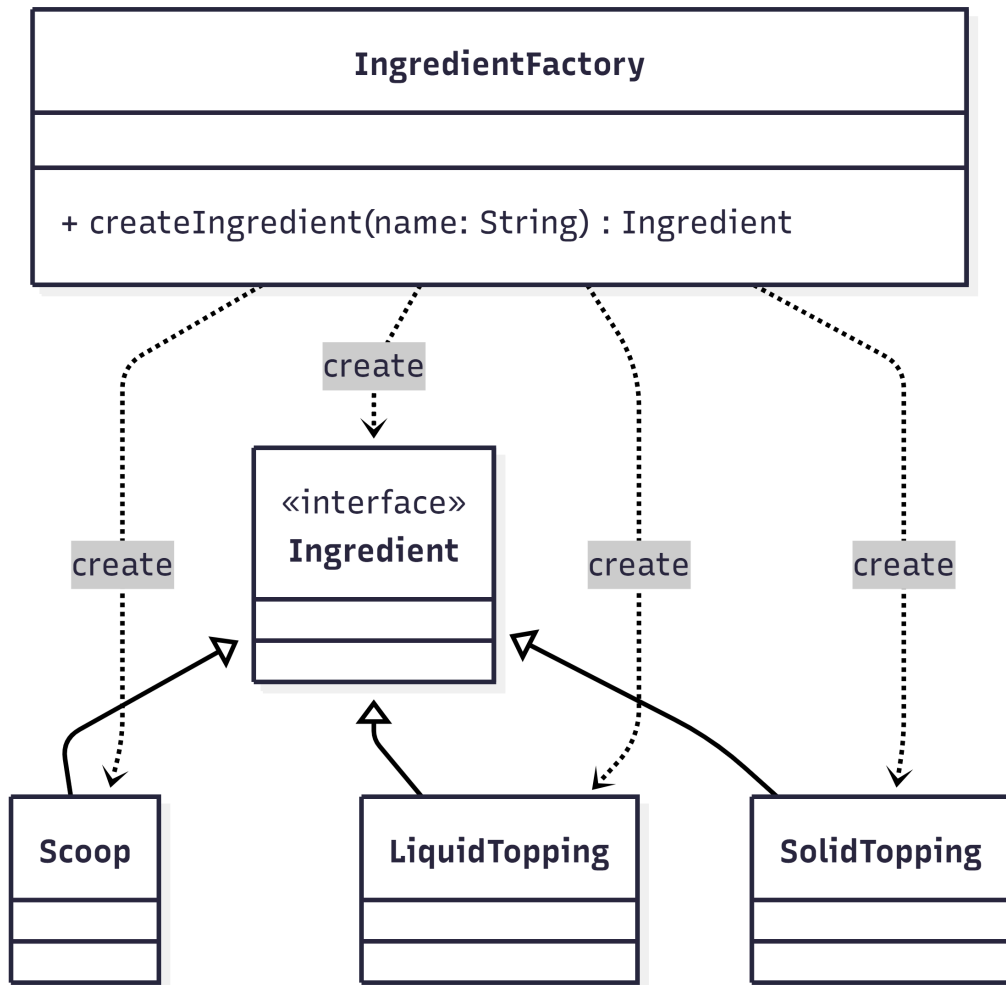 IngredientFactory
+ createIngredient(name: String) : Ingredient
create
«interface»
Ingredient
create
create
create
Scoop
LiquidTopping
SolidTopping